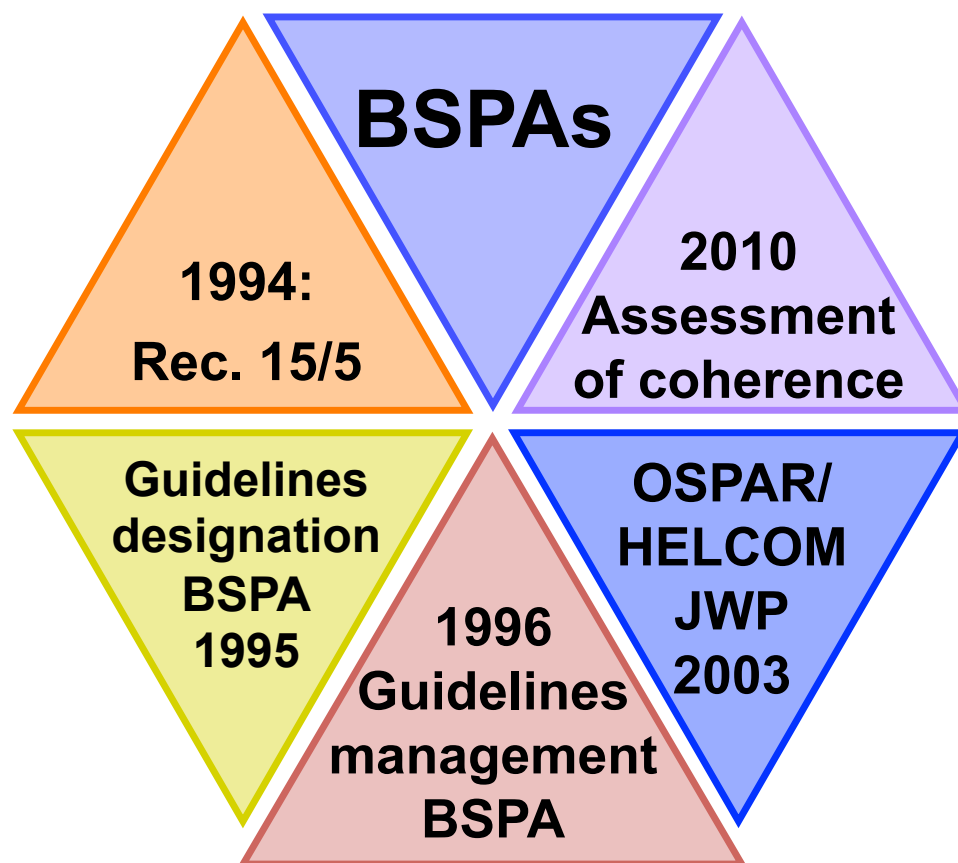 BSPAs
1994:
Rec. 15/5
2010
Assessment
of coherence
Guidelines
designation
BSPA
1995
1996
Guidelines
management
BSPA
OSPAR/
HELCOM
JWP
2003